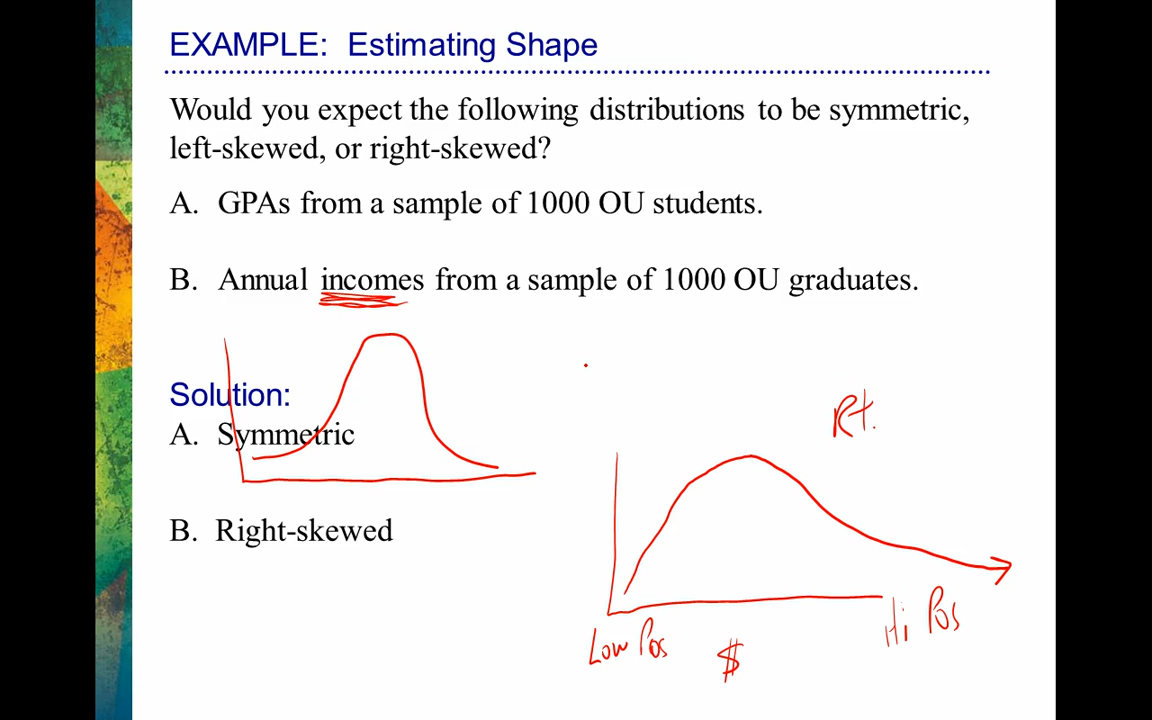 EXAMPLE: Estimating Shape
Would you expect the following distributions to be symmetric,
left-skewed, or right-skewed?
A. GPAs from a sample of 1000 OU students.
B. Annual incomes from a sample of 1000 OU graduates.
Solution:
A. Symmetric
Rt.
B. Right-skewed
Low Pos
$
Hi Pos